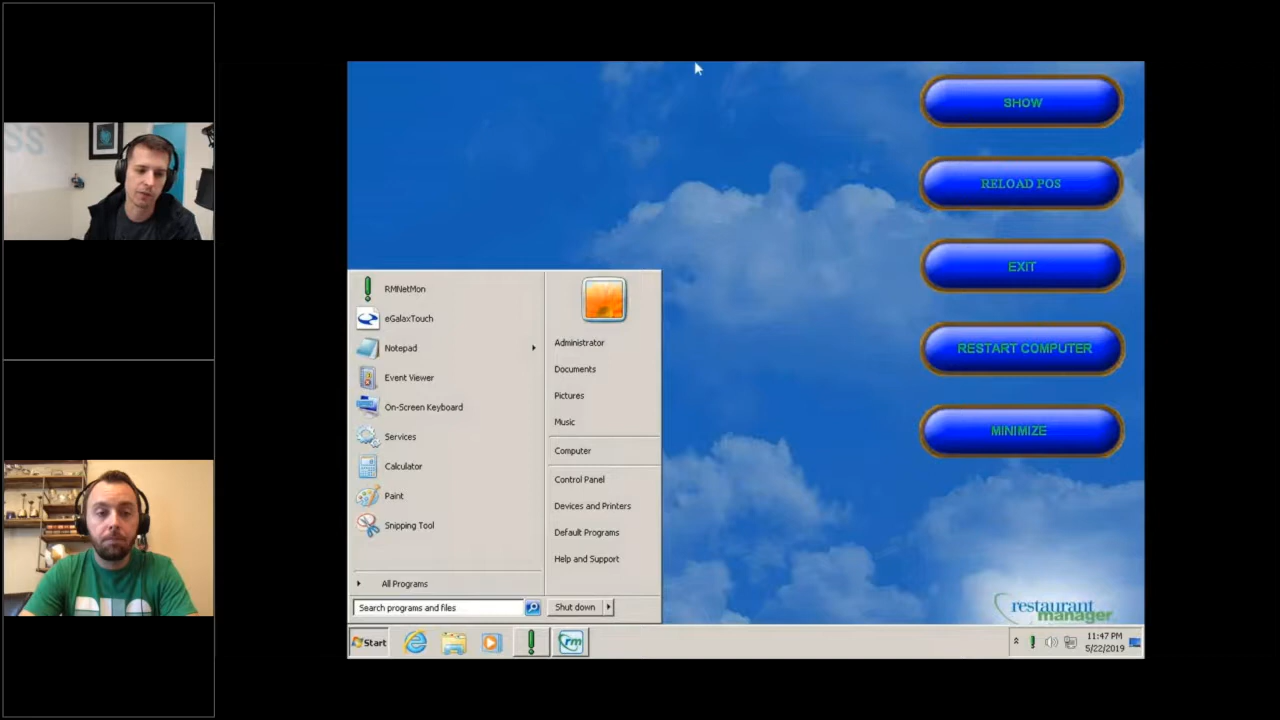 SS
SHOW
RELOAD POS
EXIT
RESTART COMPUTER
MINIMIZE
RMNetMon
eGalaxTouch
Notepad
Event Viewer
On-Screen Keyboard
Services
Calculator
Paint
Snipping Tool
All Programs
Search programs and files
Administrator
Documents
Pictures
Music
Computer
Control Panel
Devices and Printers
Default Programs
Help and Support
Shut down
restaurant
manager
Start
rm
11:47 PM
5/22/2019